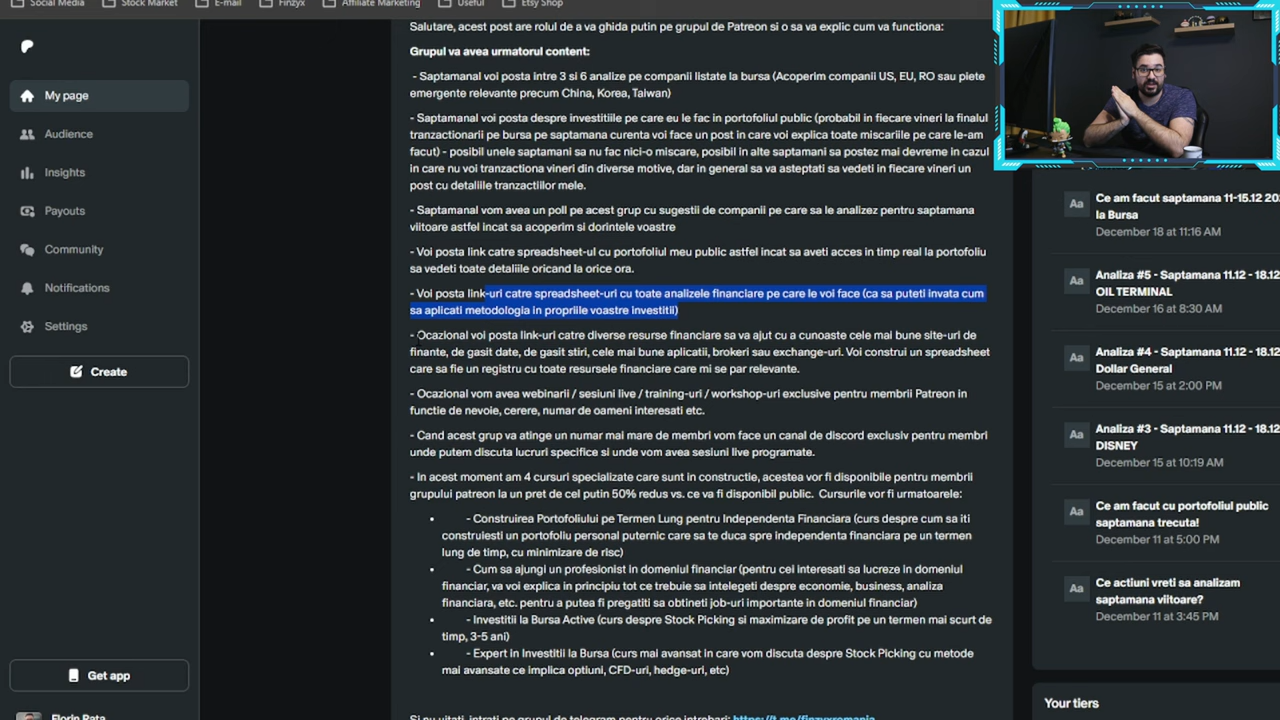 Social Media
Stock Market
E-mail
Finzyx
Affiliate Marketing
Useful
Etsy Shop
My page
Audience
Insights
Payouts
Community
Notifications
Settings
Create
Get app
Florin Rata
Salutare, acest postare rolul de a va ghida putin pe grupul de Patreon si o sa va explic cum va functiona:
Grupul va avea urmatorul content:
- Saptamanal voi posta intre 3 si 6 analize pe companii listate la bursa (Acoperim companii US, EU, RO sau piete
emergente relevante precum China, Korea, Taiwan)
- Saptamanal voi posta despre investitiile pe care eu le fac in portofoliul public (probabil in fiecare vineri la finalul
tranzactionarii pe bursa pe saptamana curenta voi face un post in care voi explica toate miscariile pe care le-am
facut) - posibil unele saptamani sa nu fac nici-o miscare, posibil in alte saptamani sa postez mai devreme in cazul
in care nu voi tranzactiona vineri din diverse motive, dar in general sa va asteptati sa vedeti in fiecare vineri un
post cu detaliile tranzactiilor mele.
- Saptamanal vom avea un poll pe acest grup cu sugestii de companii pe care sa le analizez pentru saptamana
viitoare astfel incat sa acoperim si dorintele voastre
- Voi posta link catre spreadsheet-ul cu portofoliul meu public astfel incat sa aveti acces in timp real la portofoliu
sa vedeti toate detaliile oricand la orice ora.
- Voi posta link-uri catre spreadsheet-uri cu toate analizele financiare pe care le voi face (ca sa puteti invata cum
sa aplicati metodologia in propriile voastre investitii)
- Ocazional voi posta link-uri catre diverse resurse financiare sa va ajut cu a cunoaste cele mai bune site-uri de
finante, de gasit date, de gasit stiri, cele mai bune aplicatii, brokeri sau exchange-uri. Voi construi un spreadsheet
care sa fie un registru cu toate resursele financiare care mi se par relevante.
- Ocazional vom avea webinarii / sesiuni live / training-uri / workshop-uri exclusive pentru membrii Patreon in
functie de nevoie, cerere, numar de oameni interesati etc.
- Cand acest grup va atinge un numar mai mare de membri vom face un canal de discord exclusiv pentru membri
unde putem discuta lucruri specifice si unde vom avea sesiuni live programate.
- In acest moment am 4 cursuri specializate care sunt in constructie, acestea vor fi disponibile pentru membrii
grupului patreon la un pret de cel putin 50% redus vs. ce va fi disponibil public. Cursurile vor fi urmatoarele:
- Construirea Portofoliului pe Termen Lung pentru Independenta Financiara (curs despre cum sa iti
construiesti un portofoliu personal puternic care sa te duca spre independenta financiara pe un termen
lung de timp, cu minimizare de risc)
- Cum sa ajungi un profesionist in domeniul financiar (pentru cei interesati sa lucreze in domeniul
financiar, va voi explica in principiu tot ce trebuie sa intelegeti despre economie, business, analiza
financiara, etc. pentru a putea fi pregatiti sa obtineti job-uri importante in domeniul financiar)
- Investitii la Bursa Active (curs despre Stock Picking si maximizare de profit pe un termen mai scurt de
timp, 3-5 ani)
- Expert in Investitii la Bursa (curs mai avansat in care vom discuta despre Stock Picking cu metode
mai avansate ce implica optiuni, CFD-uri, hedge-uri, etc)
Si nu uitati, intrati pe grupul de telegram pentru orice intrebari: https://t.me/finzyxromania
Aa
Ce am facut saptamana 11-15.12 20
la Bursa
December 18 at 11:16 AM
Aa
Analiza #5 - Saptamana 11.12 - 18.12
OIL TERMINAL
December 16 at 8:30 AM
Aa
Analiza #4 - Saptamana 11.12 - 18.12
Dollar General
December 15 at 2:00 PM
Aa
Analiza #3 - Saptamana 11.12 - 18.12
DISNEY
December 15 at 10:19 AM
Aa
Ce am facut cu portofoliul public
saptamana trecuta!
December 11 at 5:00 PM
Aa
Ce actiuni vreti sa analizam
saptamana viitoare?
December 11 at 3:45 PM
Your tiers